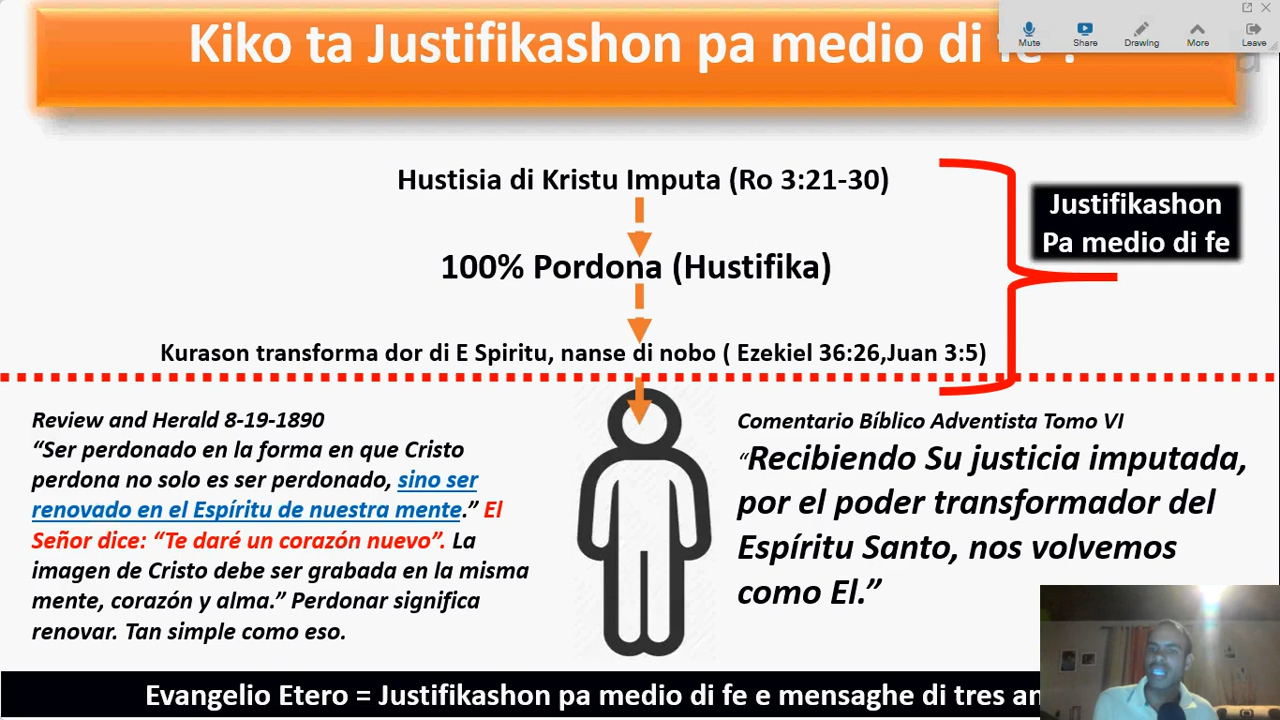 Kiko ta Justifikashon pa medio di fe ?
Mute Share Drawing More Leave
Hustisia di Kristu Imputa (Ro 3:21-30)
Justifikashon
Pa medio di fe
100% Pordona (Hustifika)
Kurason transforma dor di E Spiritu, nanse di nobo ( Ezekiel 36:26,Juan 3:5)
Review and Herald 8-19-1890
“Ser perdonado en la forma en que Cristo
perdona no solo es ser perdonado, sino ser
renovado en el Espíritu de nuestra mente.” El
Señor dice: “Te daré un corazón nuevo”. La
imagen de Cristo debe ser grabada en la misma
mente, corazón y alma.” Perdonar significa
renovar. Tan simple como eso.
Comentario Bíblico Adventista Tomo VI
“Recibiendo Su justicia imputada,
por el poder transformador del
Espíritu Santo, nos volvemos
como El.”
Evangelio Etero = Justifikashon pa medio di fe e mensaghe di tres